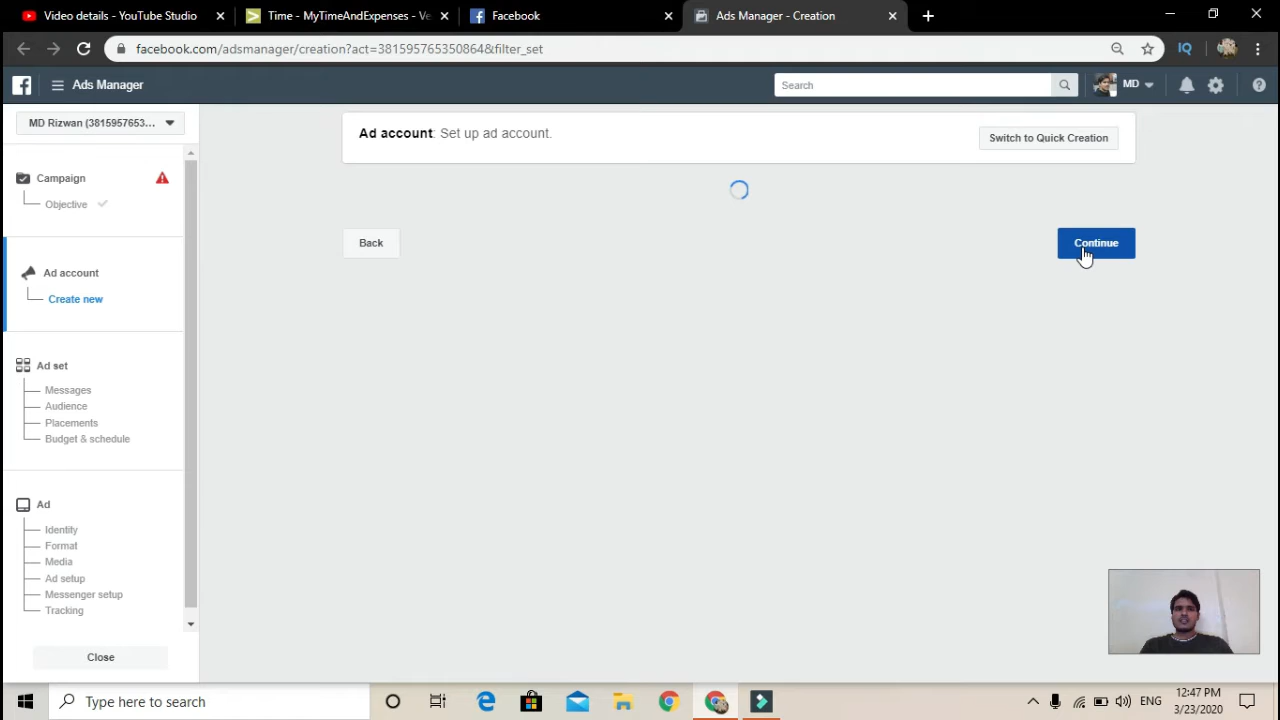 Video details - YouTube Studio
Time - MyTimeAndExpenses - Ve
Facebook
Ads Manager - Creation
facebook.com/adsmanager/creation?act=3815957653508648&filter_set
Ads Manager
Search
MD
MD Rizwan (3815957653...
Ad account: Set up ad account.
Switch to Quick Creation
Campaign
Objective
Back
Continue
Ad account
Create new
Ad set
Messages
Audience
Placements
Budget & schedule
Ad
Identity
Format
Media
Ad setup
Messenger setup
Tracking
Close
Type here to search
ENG
12:47 PM
3/23/2020